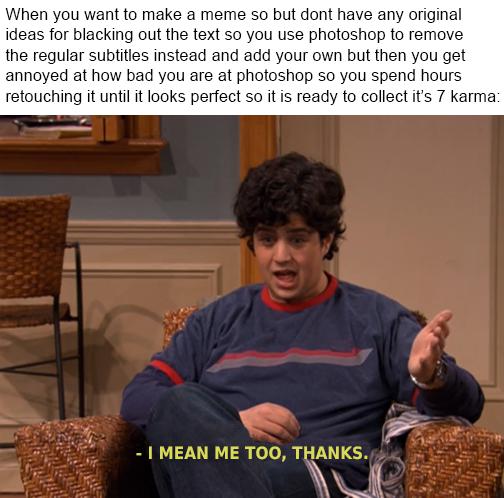 When you want to make a meme so but dont have any original
ideas for blacking out the text so you use photoshop to remove
the regular subtitles instead and add your own but then you get
annoyed at how bad you are at photoshop so you spend hours
retouching it until it looks perfect so it is ready to collect it’s 7 karma:
- I MEAN ME TOO, THANKS.